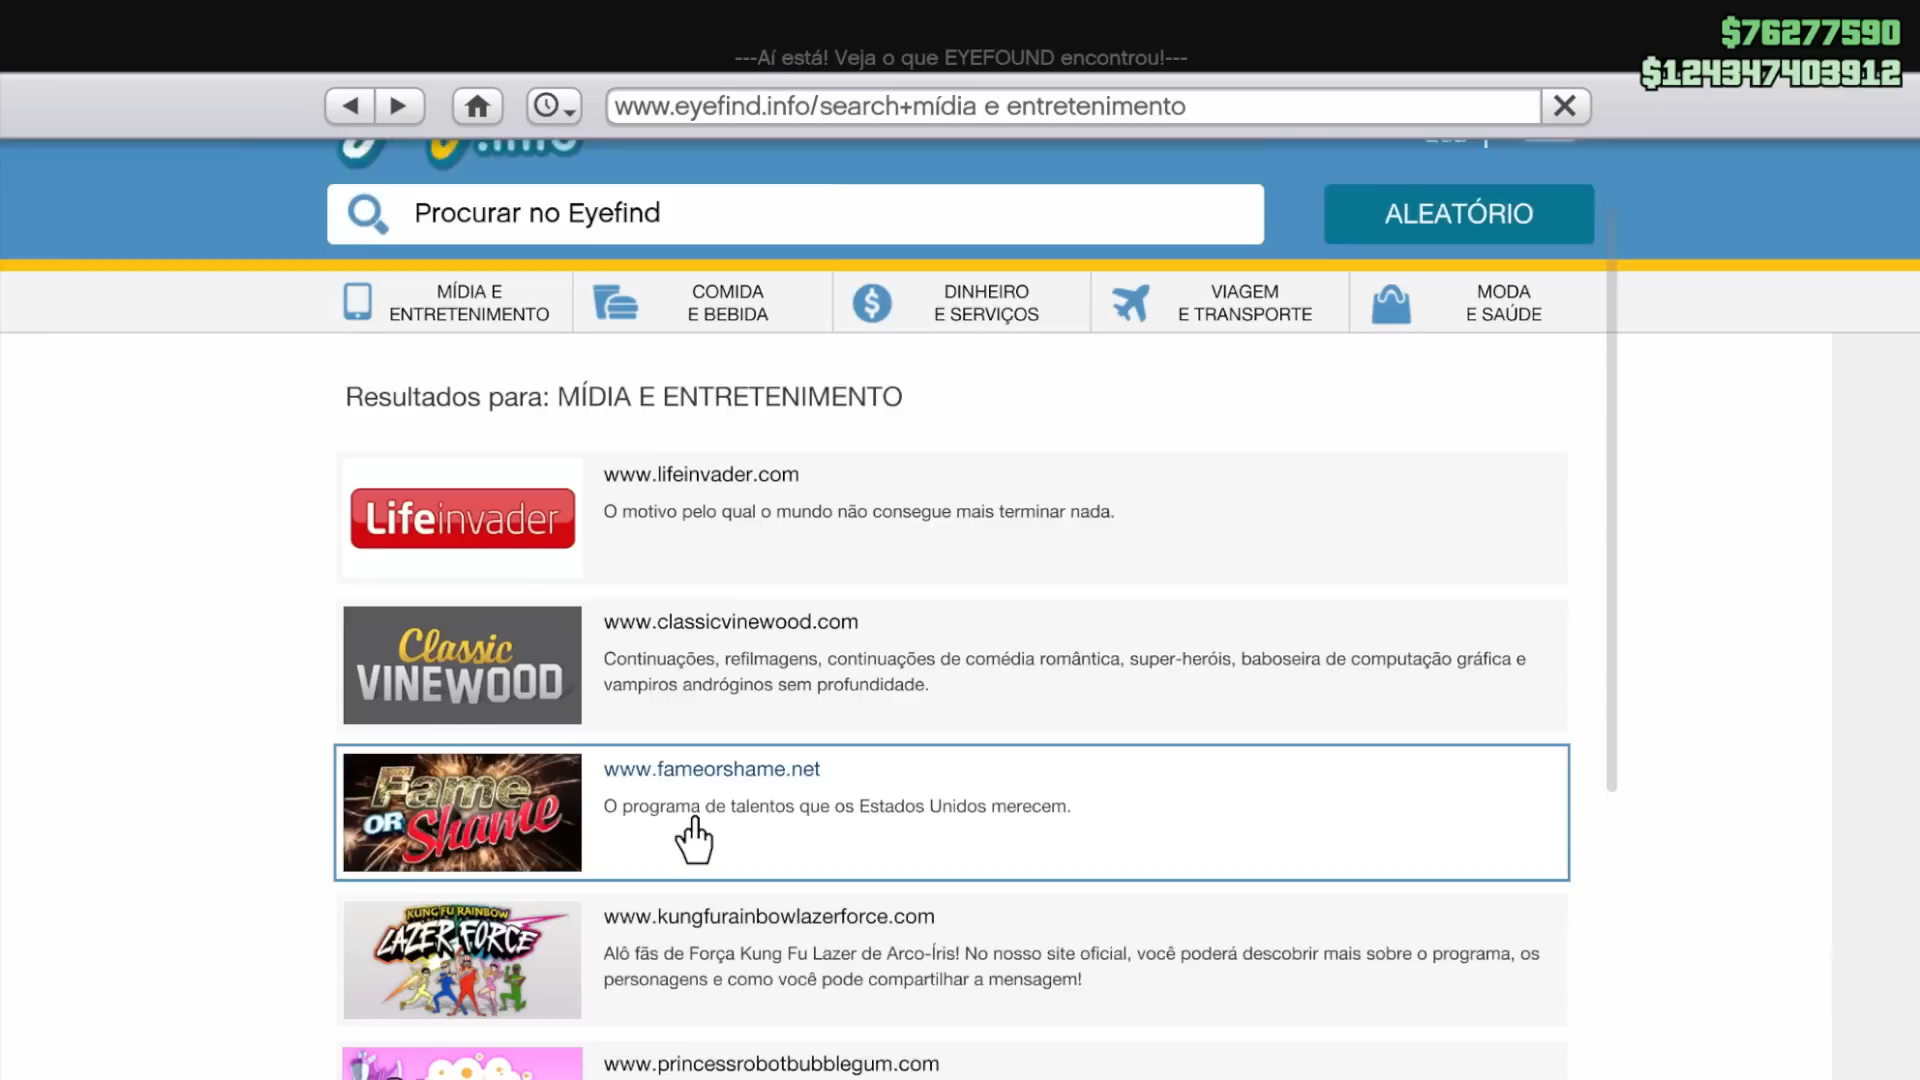 $76277590
---Aí está! Veja o que EYEFOUND encontrou!---
$124347403912
www.eyefind.info/search+mídia e entretenimento
.info
Procurar no Eyefind
ALEATÓRIO
MÍDIA E
ENTRETENIMENTO
COMIDA
E BEBIDA
DINHEIRO
E SERVIÇOS
VIAGEM
E TRANSPORTE
MODA
E SAÚDE
Resultados para: MÍDIA E ENTRETENIMENTO
Lifeinvader
www.lifeinvader.com
O motivo pelo qual o mundo não consegue mais terminar nada.
Classic
VINEWOOD
www.classicvinewood.com
Continuações, refilmagens, continuações de comédia romântica, super-heróis, baboseira de computação gráfica e
vampiros andróginos sem profundidade.
Fame
OR Shame
www.fameorshame.net
O programa de talentos que os Estados Unidos merecem.
KUNG FU RAINBOW
LAZER FORCE
www.kungfurainbowlazerforce.com
Alô fãs de Força Kung Fu Lazer de Arco-Íris! No nosso site oficial, você poderá descobrir mais sobre o programa, os
personagens e como você pode compartilhar a mensagem!
www.princessrobotbubblegum.com